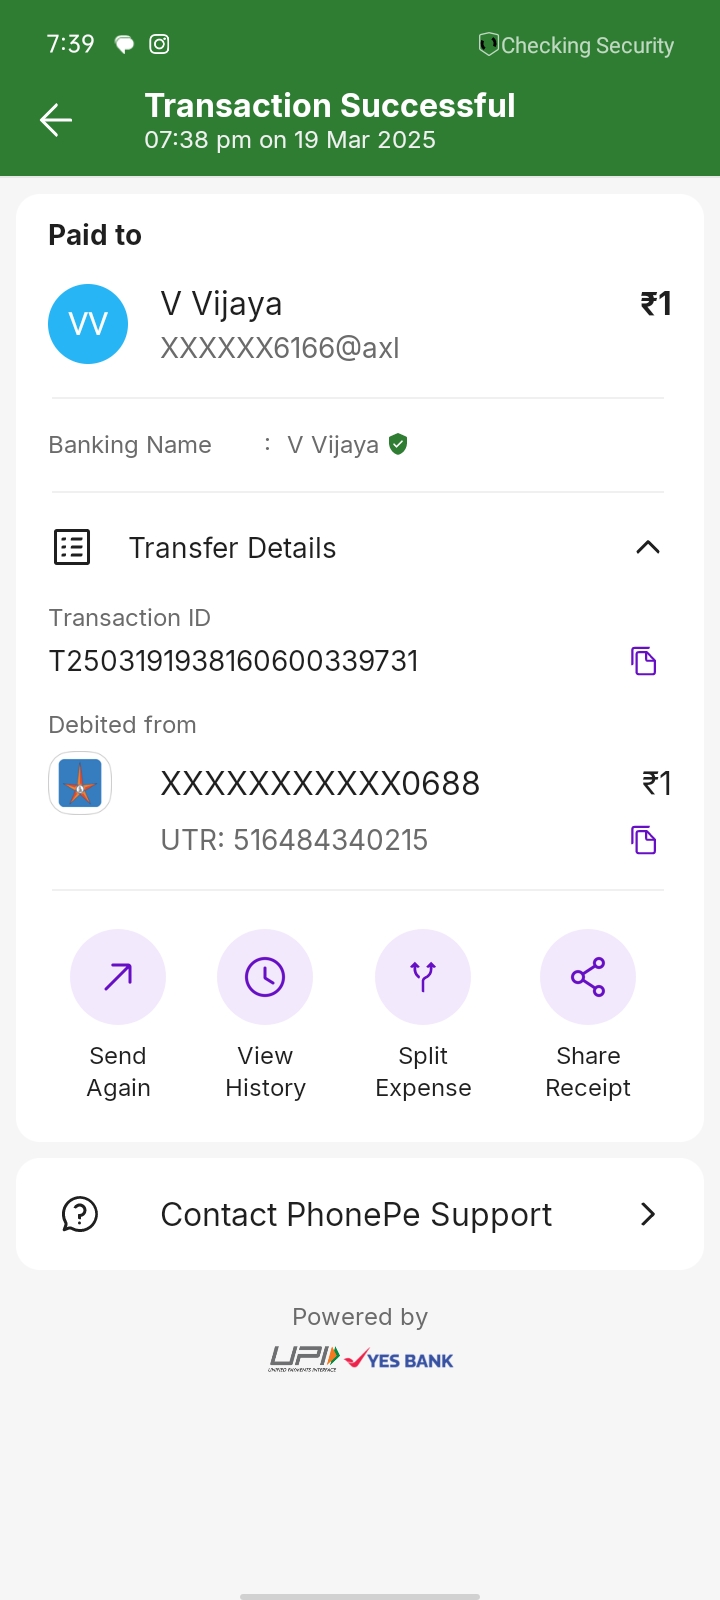 7:39
Checking Security
Transaction Successful
07:38 pm on 19 Mar 2025
Paid to
VV
V Vijaya
₹1
XXXXXX6166@axl
Banking Name : V Vijaya
Transfer Details
Transaction ID
T2503191938160600339731
Debited from
XXXXXXXXXXX0688
₹1
UTR: 516484340215
Send Again
View History
Split Expense
Share Receipt
Contact PhonePe Support
Powered by
UPI
UNIFIED PAYMENTS INTERFACE
YES BANK